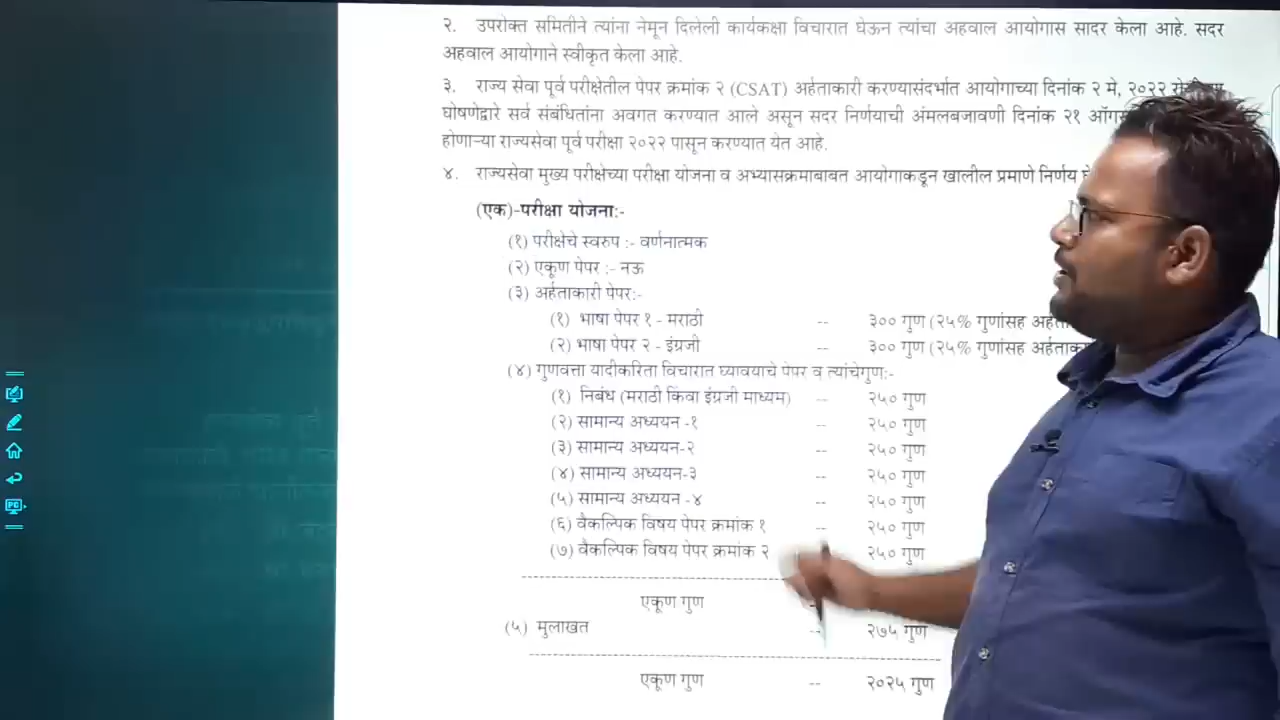 २. उपरोक्त समितीने त्यांना नेमून दिलेली कार्यकक्षा विचारात घेऊन त्यांचा अहवाल आयोगास सादर केला आहे. सदर
अहवाल आयोगाने स्वीकृत केला आहे.
३. राज्य सेवा पूर्व परीक्षेतील पेपर क्रमांक २ (CSAT) अर्हताकारी करण्यासंदर्भात आयोगाच्या दिनांक २ मे, २०२२
घोषणेद्वारे सर्व संबंधितांना अवगत करण्यात आले असून सदर निर्णयाची अंमलबजावणी दिनांक २१
होणाऱ्या राज्यसेवा पूर्व परीक्षा २०२२ पासून करण्यात येत आहे.
४. राज्यसेवा मुख्य परीक्षेच्या परीक्षा योजना व अभ्यासक्रमाबाबत आयोगाकडून खालील प्रमाणे निर्णय
(एक)-परीक्षा योजना:-
(१) परीक्षेचे स्वरुप :- वर्णनात्मक
(२) एकूण पेपर :- नऊ
(३) अर्हताकारी पेपर:-
(१) भाषा पेपर १ - मराठी -- ३०० गुण (२५% गुणांसह
(२) भाषा पेपर २ - इंग्रजी -- ३०० गुण (२५% गुणांसह
(४) गुणवत्ता यादीकरिता विचारात घ्यावयाचे पेपर व त्यांचेगुण:-
(१) निबंध (मराठी किंवा इंग्रजी माध्यम) -- २५० गुण
(२) सामान्य अध्ययन -१ -- २५० गुण
(३) सामान्य अध्ययन-२ -- २५० गुण
(४) सामान्य अध्ययन-३ -- २५० गुण
(५) सामान्य अध्ययन -४ -- २५० गुण
(६) वैकल्पिक विषय पेपर क्रमांक १ -- २५० गुण
(७) वैकल्पिक विषय पेपर क्रमांक २ २५० गुण
एकूण गुण
(५) मुलाखत -- २७५ गुण
एकूण गुण -- २०२५ गुण